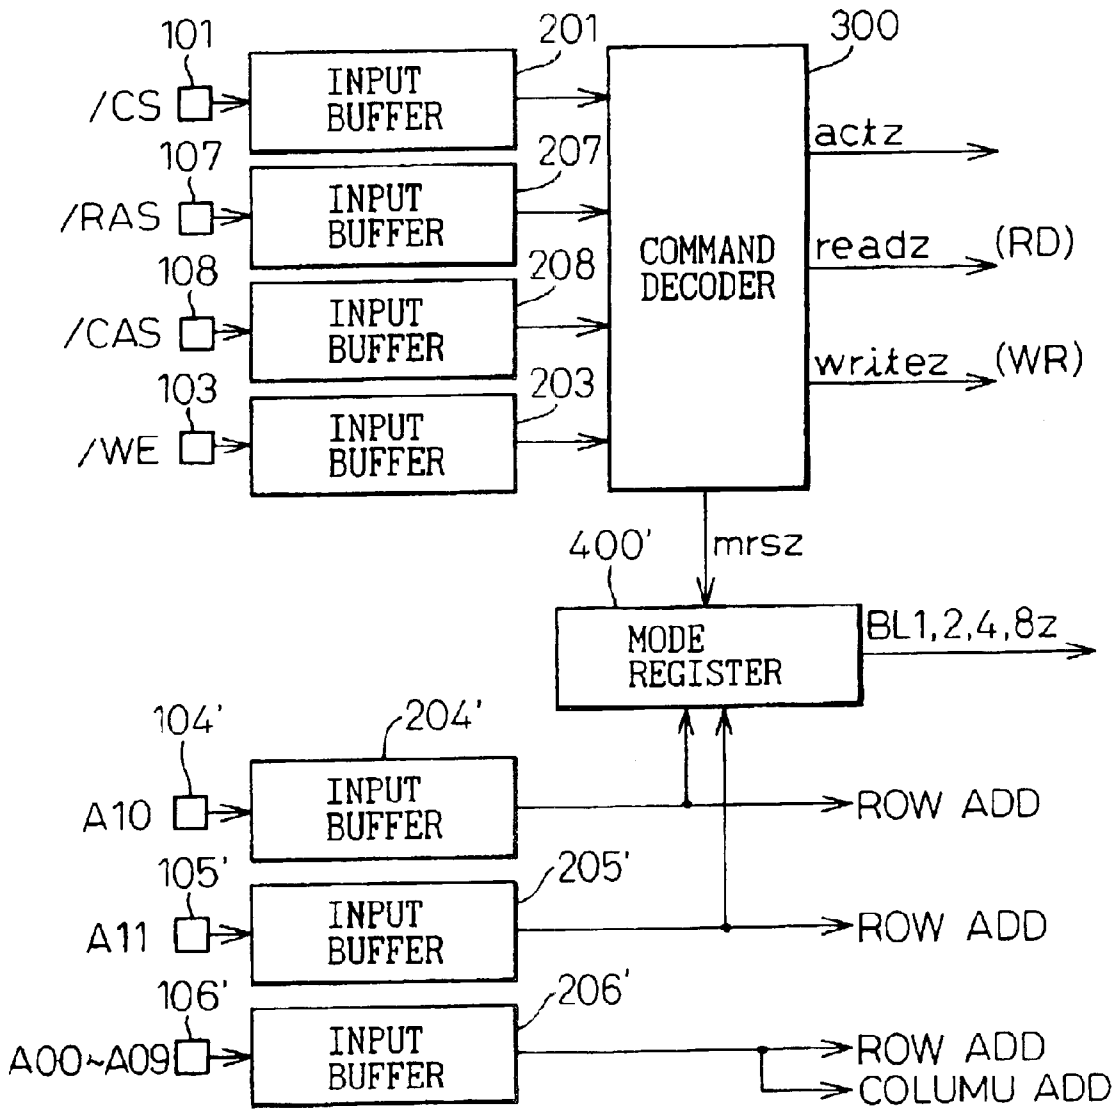 101
201
300
/CS
INPUT
BUFFER
actz
107
207
/RAS
INPUT
BUFFER
COMMAND
DECODER
readz (RD)
108
208
/CAS
INPUT
BUFFER
writez (WR)
103
203
/WE
INPUT
BUFFER
mrsz
400'
MODE
REGISTER
BL1,2,4,8z
104'
204'
A10
INPUT
BUFFER
ROW ADD
105'
205'
A11
INPUT
BUFFER
ROW ADD
106'
206'
A00~A09
INPUT
BUFFER
ROW ADD
COLUMU ADD